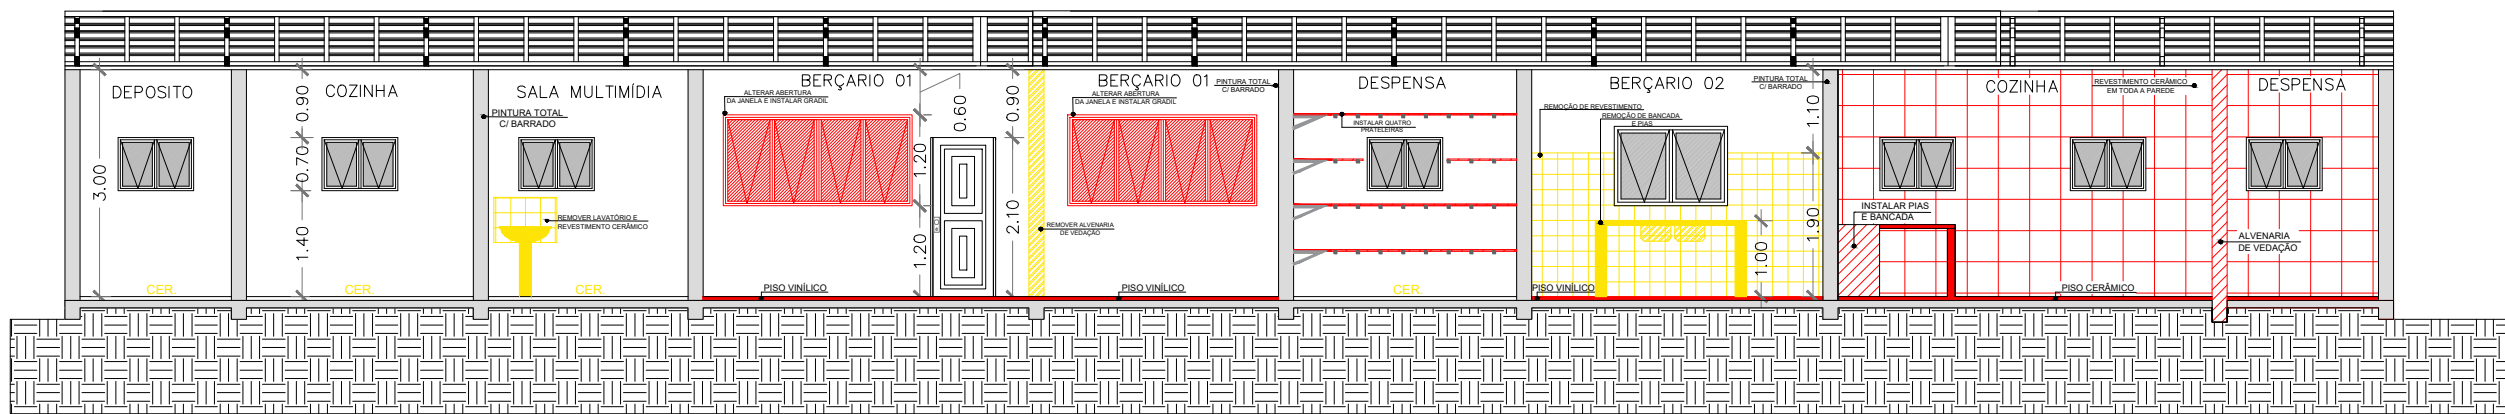 DEPOSITO
3.00
CER.
COZINHA
0.90
0.70
1.40
CER.
SALA MULTIMÍDIA
PINTURA TOTAL
C/ BARRADO
REMOVER LAVATÓRIO E
REVESTIMENTO CERÂMICO
CER.
BERÇARIO 01
ALTERAR ABERTURA
DA JANELA E INSTALAR GRADIL
1.20
1.20
0.60
PISO VINÍLICO
0.90
2.10
REMOVER ALVENARIA
DE VEDAÇÃO
BERÇARIO 01
ALTERAR ABERTURA
DA JANELA E INSTALAR GRADIL
PINTURA TOTAL
C/ BARRADO
PISO VINÍLICO
DESPENSA
INSTALAR QUATRO
PRATELEIRAS
CER.
BERÇARIO 02
PINTURA TOTAL
C/ BARRADO
REMOÇÃO DE REVESTIMENTO
REMOÇÃO DE BANCADA
E PIAS
1.10
1.90
1.00
PISO VINÍLICO
COZINHA
REVESTIMENTO CERÂMICO
EM TODA A PAREDE
INSTALAR PIAS
E BANCADA
PISO CERÂMICO
DESPENSA
ALVENARIA
DE VEDAÇÃO